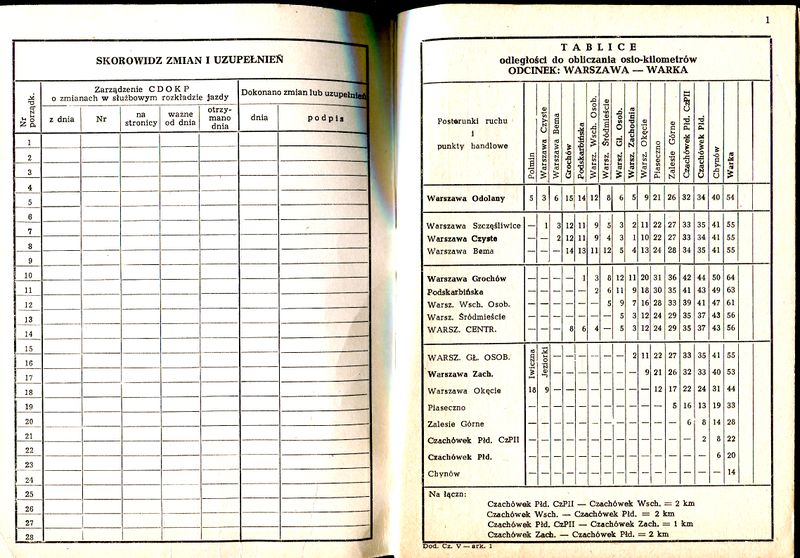 SKOROWIDZ ZMIAN I UZUPEŁNIEŃ
Nr porządk.
Zarządzenie CDOKP
o zmianach w służbowym rozkładzie jazdy
Dokonano zmian lub uzupełnień
z dnia
Nr
na stronicy
ważne od dnia
otrzymano dnia
dnia
podpis
1
2
3
4
5
6
7
8
9
10
11
12
13
14
15
16
17
18
19
20
21
22
23
24
25
26
27
28
1
TABLICE
odległości do obliczania osio-kilometrów
ODCINEK: WARSZAWA — WARKA
Posterunki ruchu
i
punkty handlowe
Polmin
Warszawa Czyste
Warszawa Bema
Grochów
Podskarbińska
Warsz. Wsch. Osob.
Warsz. Śródmieście
Warsz. Gł. Osob.
Warsz. Zachodnia
Warsz. Okęcie
Piaseczno
Zalesie Górne
Czachówek Płd. CzPII
Czachówek Płd.
Chynów
Warka
Warszawa Odolany 5 3 6 15 14 12 8 6 5 9 21 26 32 34 40 54
Warszawa Szczęśliwice — 1 3 12 11 9 5 3 2 11 22 27 33 35 41 55
Warszawa Czyste — — 2 12 11 9 4 3 1 10 22 27 33 34 41 55
Warszawa Bema — — — 14 13 11 12 5 4 13 24 28 34 35 41 55
Warszawa Grochów — — — — 1 3 8 12 11 20 31 36 42 44 50 64
Podskarbińska — — — — — 2 6 11 9 18 30 35 41 43 49 63
Warsz. Wsch. Osob. — — — — — — 5 9 7 16 28 33 39 41 47 61
Warsz. Śródmieście — — — — — — — 5 3 12 24 29 35 37 43 56
WARSZ. CENTR. — — — 8 6 4 — 5 3 12 24 29 35 37 43 56
Iwiczna
Jeziorki
WARSZ. GŁ. OSOB. — — — — — — 2 11 22 27 33 35 41 55
Warszawa Zach. — — — — — — — 9 21 26 32 33 40 53
Warszawa Okęcie 18 9 — — — — — — — — 12 17 22 24 31 44
Piaseczno — — — — — — — — — — — 5 16 13 19 33
Zalesie Górne — — — — — — — — — — — — 6 8 14 28
Czachówek Płd. CzPII — — — — — — — — — — — — — 2 8 22
Czachówek Płd. — — — — — — — — — — — — — — 6 20
Chynów — — — — — — — — — — — — — — — 14
Na łączn:
Czachówek Płd. CzPII — Czachówek Wsch. = 2 km
Czachówek Wsch. — Czachówek Płd. = 2 km
Czachówek Płd. CzPII — Czachówek Zach. = 1 km
Czachówek Zach. — Czachówek Płd. = 2 km
Dod. Cz. V — ark. 1